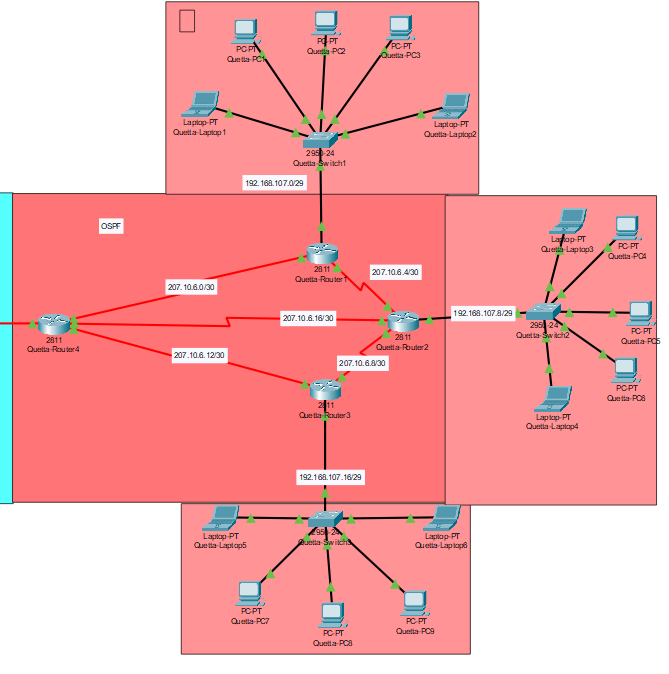 PC-PT
Quetta-PC1
PC-PT
Quetta-PC2
PC-PT
Quetta-PC3
Laptop-PT
Quetta-Laptop1
Laptop-PT
Quetta-Laptop2
2950-24
Quetta-Switch1
192.168.107.0/29
OSPF
2811
Quetta-Router1
207.10.6.0/30
207.10.6.4/30
207.10.6.16/30
2811
Quetta-Router2
2811
Quetta-Router4
207.10.6.12/30
207.10.6.8/30
2811
Quetta-Router3
192.168.107.8/29
Laptop-PT
Quetta-Laptop3
PC-PT
Quetta-PC4
2950-24
Quetta-Switch2
PC-PT
Quetta-PC5
PC-PT
Quetta-PC6
Laptop-PT
Quetta-Laptop4
192.168.107.16/29
Laptop-PT
Quetta-Laptop5
2950-24
Quetta-Switch3
Laptop-PT
Quetta-Laptop6
PC-PT
Quetta-PC7
PC-PT
Quetta-PC8
PC-PT
Quetta-PC9